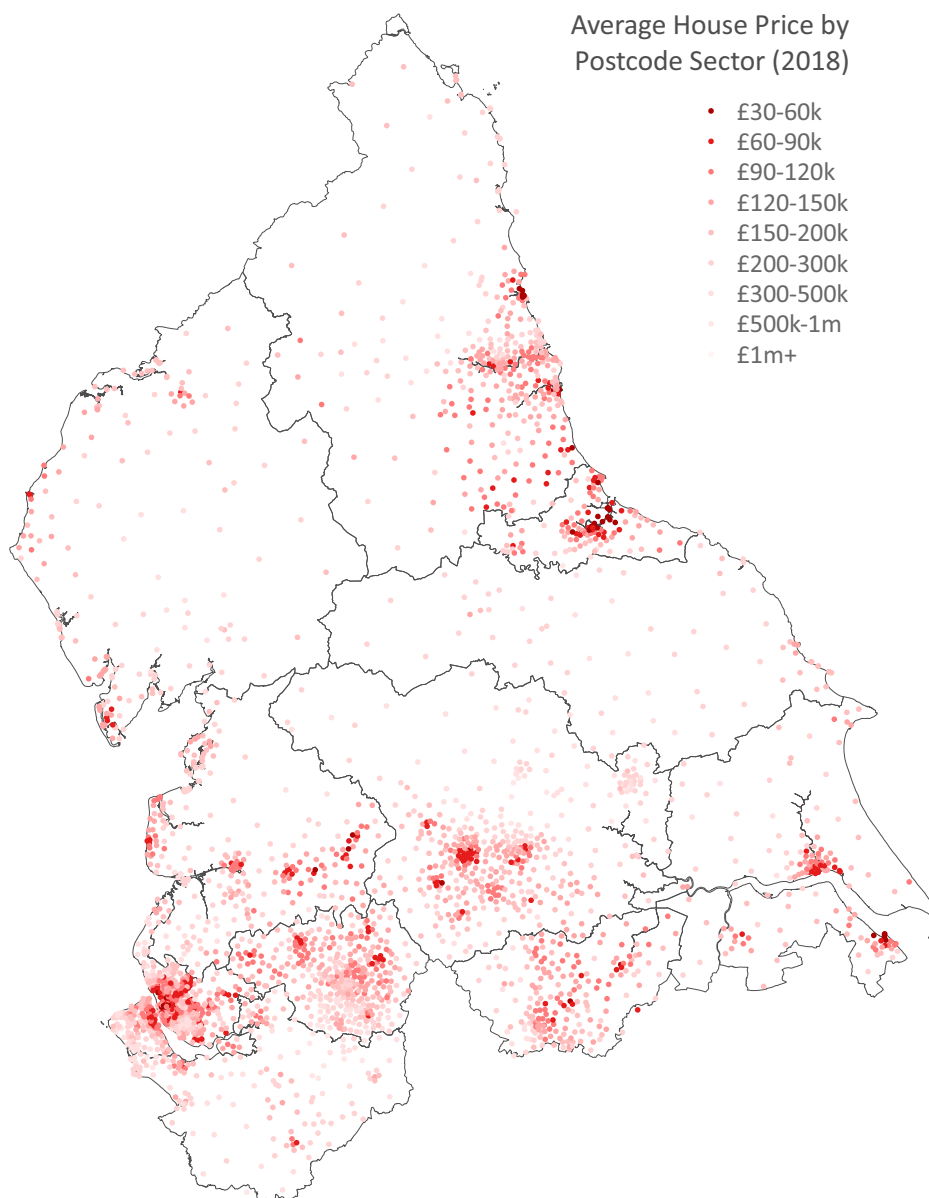 Average House Price by
Postcode Sector (2018)
£30-60k
£60-90k
£90-120k
£120-150k
£150-200k
£200-300k
£300-500k
£500k-1m
£1m+